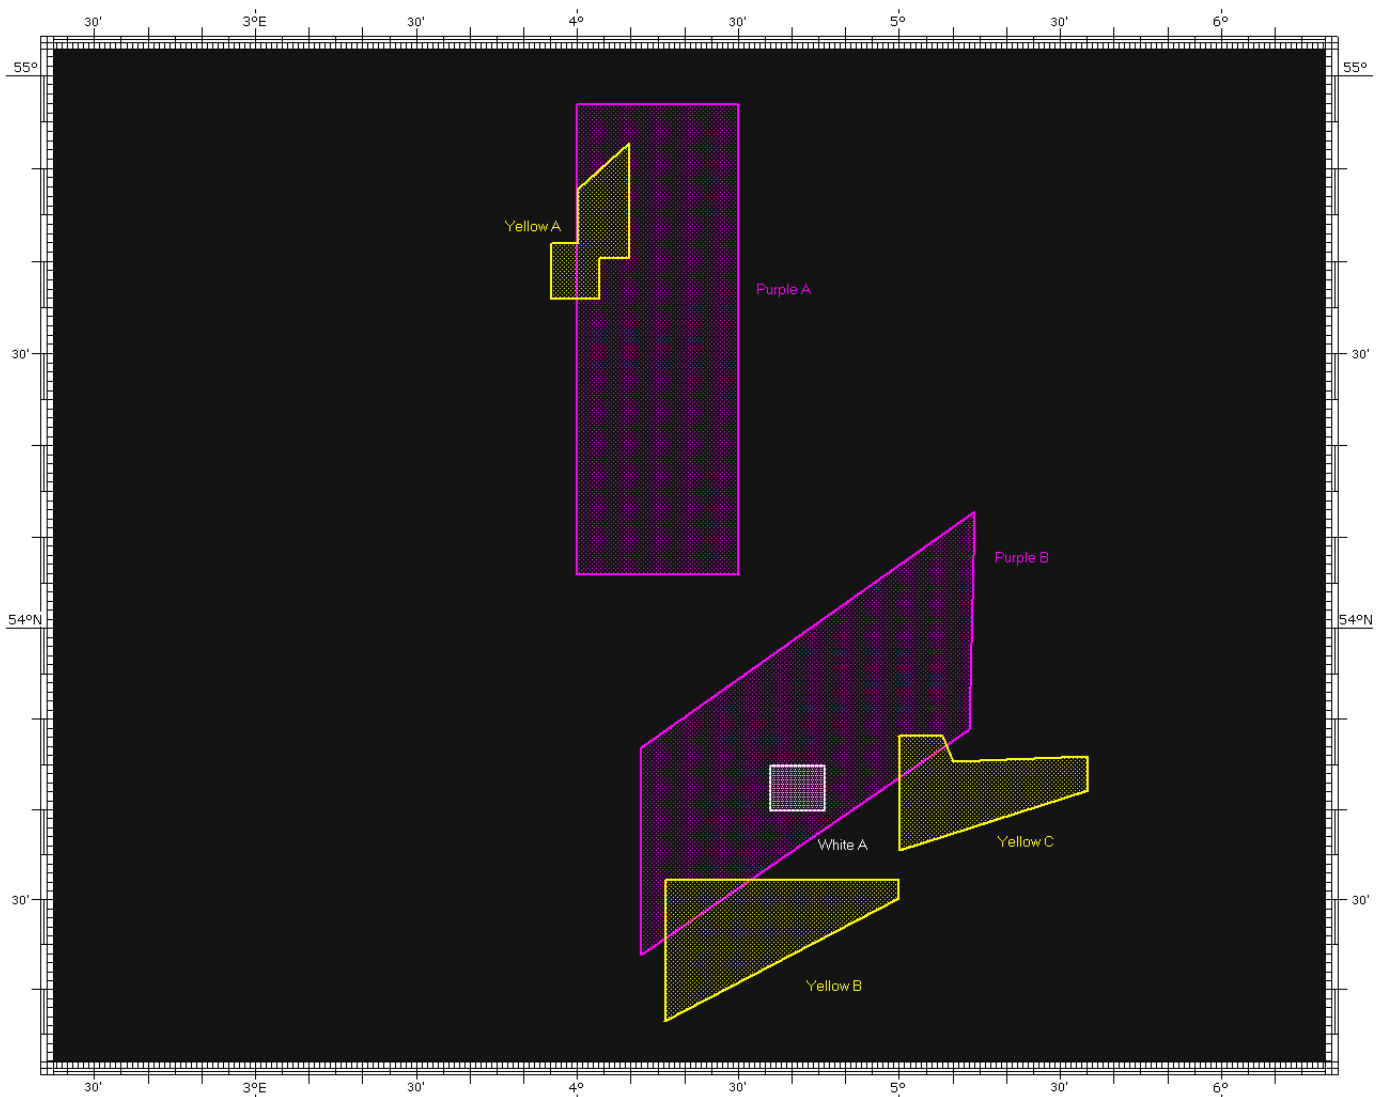 30' 3°E 30' 4° 30' 5° 30' 6°
55° 55°
Yellow A
Purple A
30' 30'
Purple B
54°N 54°N
White A
Yellow C
30' 30'
Yellow B
30' 3°E 30' 4° 30' 5° 30' 6°